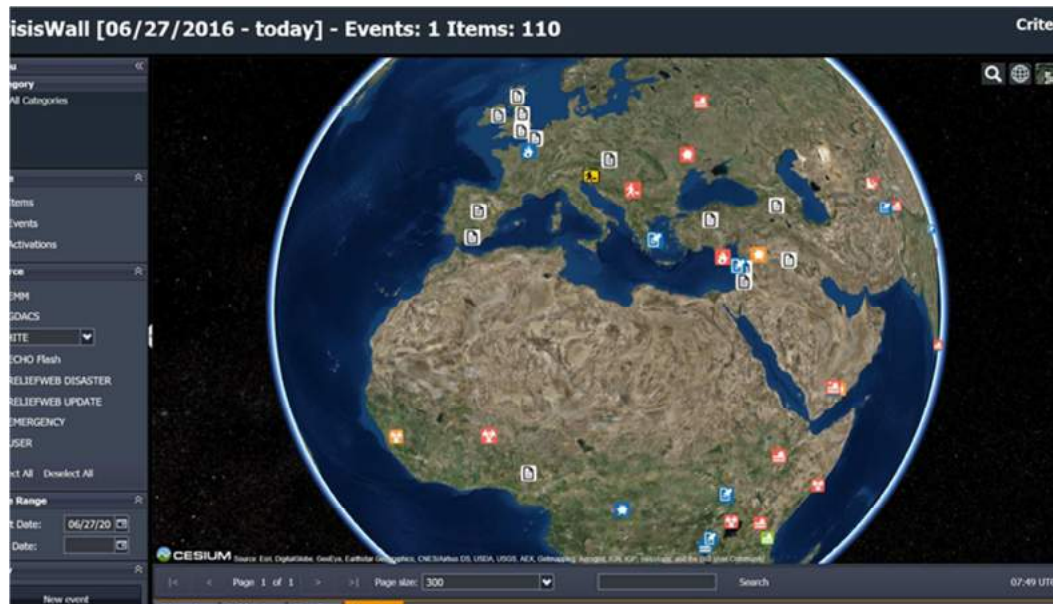 isisWall [06/27/2016 - today] - Events: 1 Items: 110
Crite
All Categories
Items
Events
Activations
EMM
GDACS
ECHO Flash
RELIEFWEB DISASTER
RELIEFWEB UPDATE
EMERGENCY
USER
ct All Deselect All
Range
t Date: 06/27/20
Date:
New event
CESIUM
Page 1 of 1 Page size: 300 Search 07:49 UT